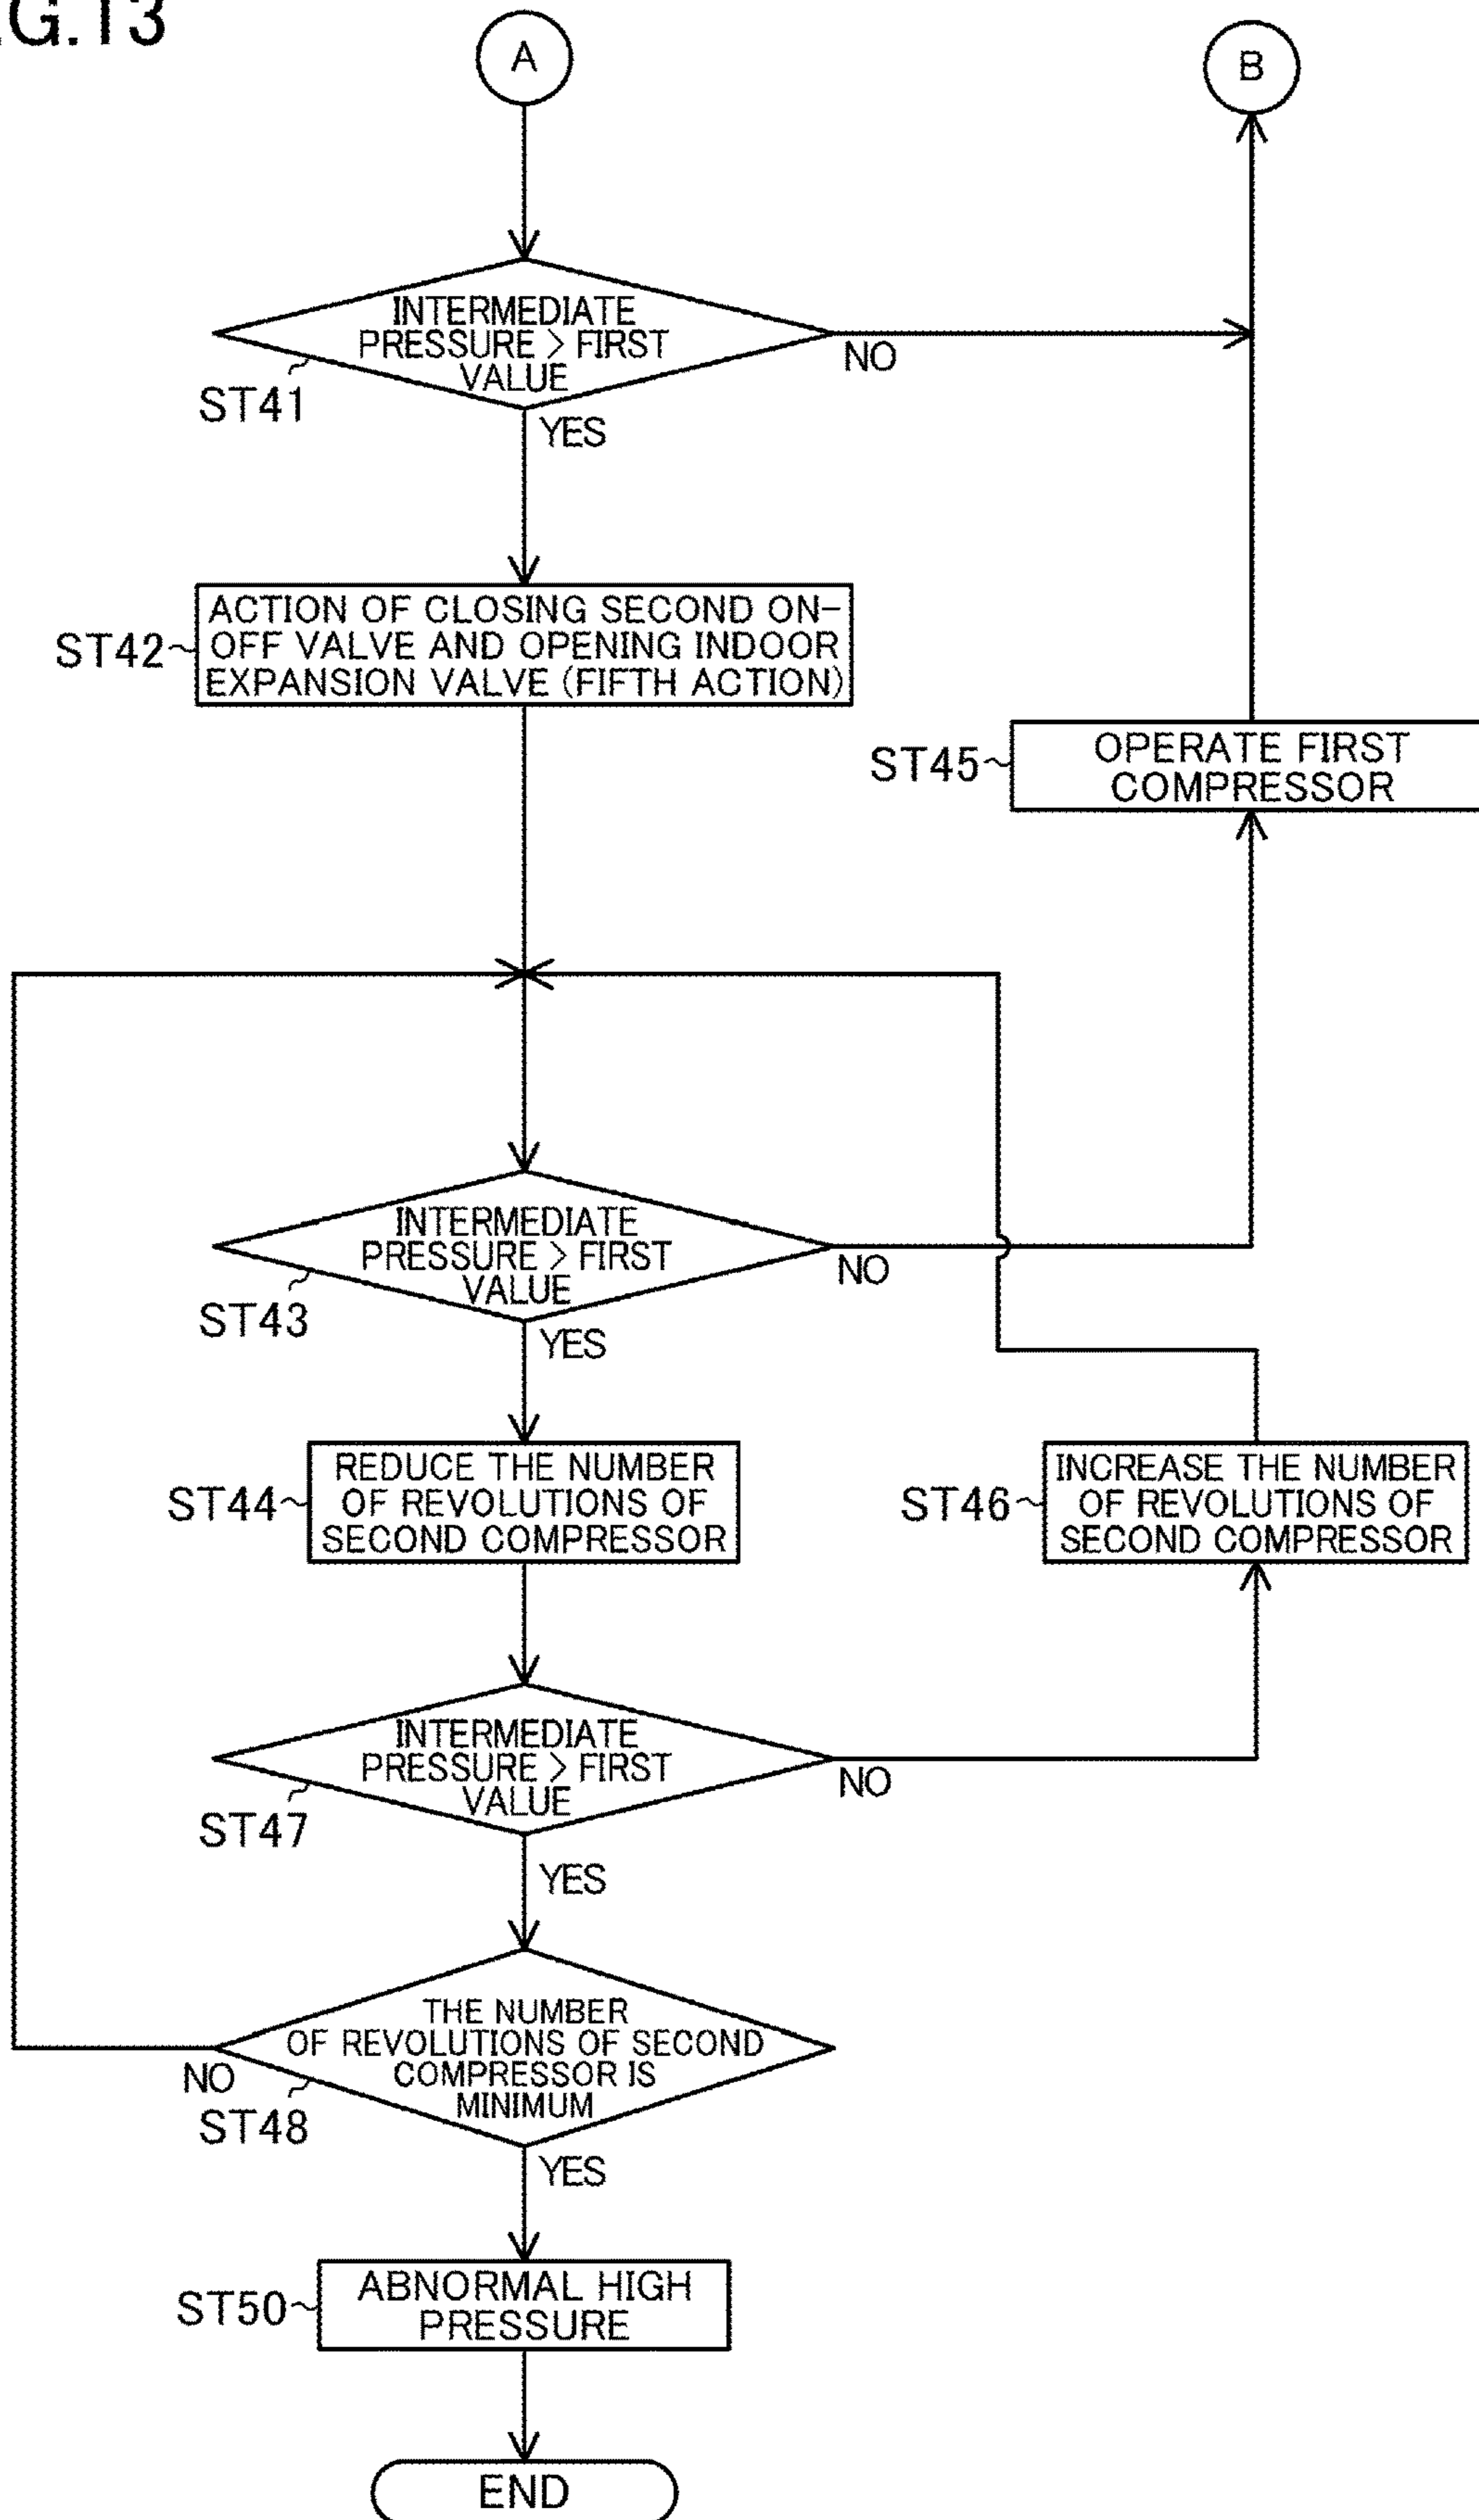 G.13
A
B
INTERMEDIATE
PRESSURE > FIRST
VALUE
NO
ST41
YES
ACTION OF CLOSING SECOND ON-
OFF VALVE AND OPENING INDOOR
EXPANSION VALVE (FIFTH ACTION)
ST42
OPERATE FIRST
COMPRESSOR
ST45
INTERMEDIATE
PRESSURE > FIRST
VALUE
NO
ST43
YES
REDUCE THE NUMBER
OF REVOLUTIONS OF
SECOND COMPRESSOR
ST44
INCREASE THE NUMBER
OF REVOLUTIONS OF
SECOND COMPRESSOR
ST46
INTERMEDIATE
PRESSURE > FIRST
VALUE
NO
ST47
YES
THE NUMBER
OF REVOLUTIONS OF SECOND
COMPRESSOR IS
MINIMUM
NO
ST48
YES
ABNORMAL HIGH
PRESSURE
ST50
END